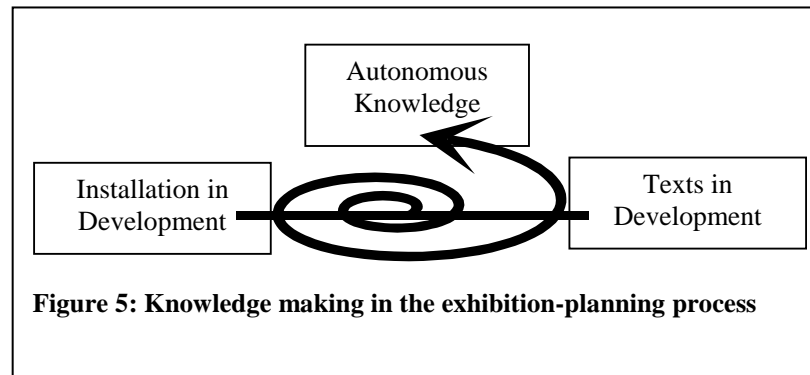 Autonomous
Knowledge
Installation in
Development
Texts in
Development
Figure 5: Knowledge making in the exhibition-planning process